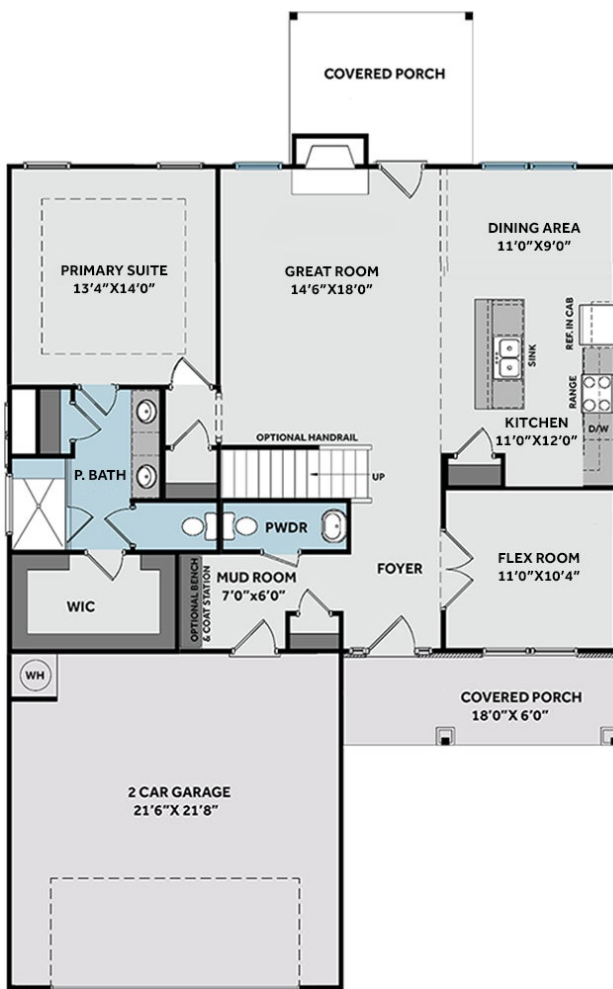 COVERED PORCH
DINING AREA
11'0"X9'0"
PRIMARY SUITE
13'4"X14'0"
GREAT ROOM
14'6"X18'0"
REF. IN CAB
SINK
RANGE
D/W
KITCHEN
11'0"X12'0"
OPTIONAL HANDRAIL
UP
P. BATH
PWDR
FLEX ROOM
11'0"X10'4"
FOYER
MUD ROOM
7'0"x6'0"
OPTIONAL BENCH
& COAT STATION
WIC
WH
COVERED PORCH
18'0"X 6'0"
2 CAR GARAGE
21'6"X 21'8"